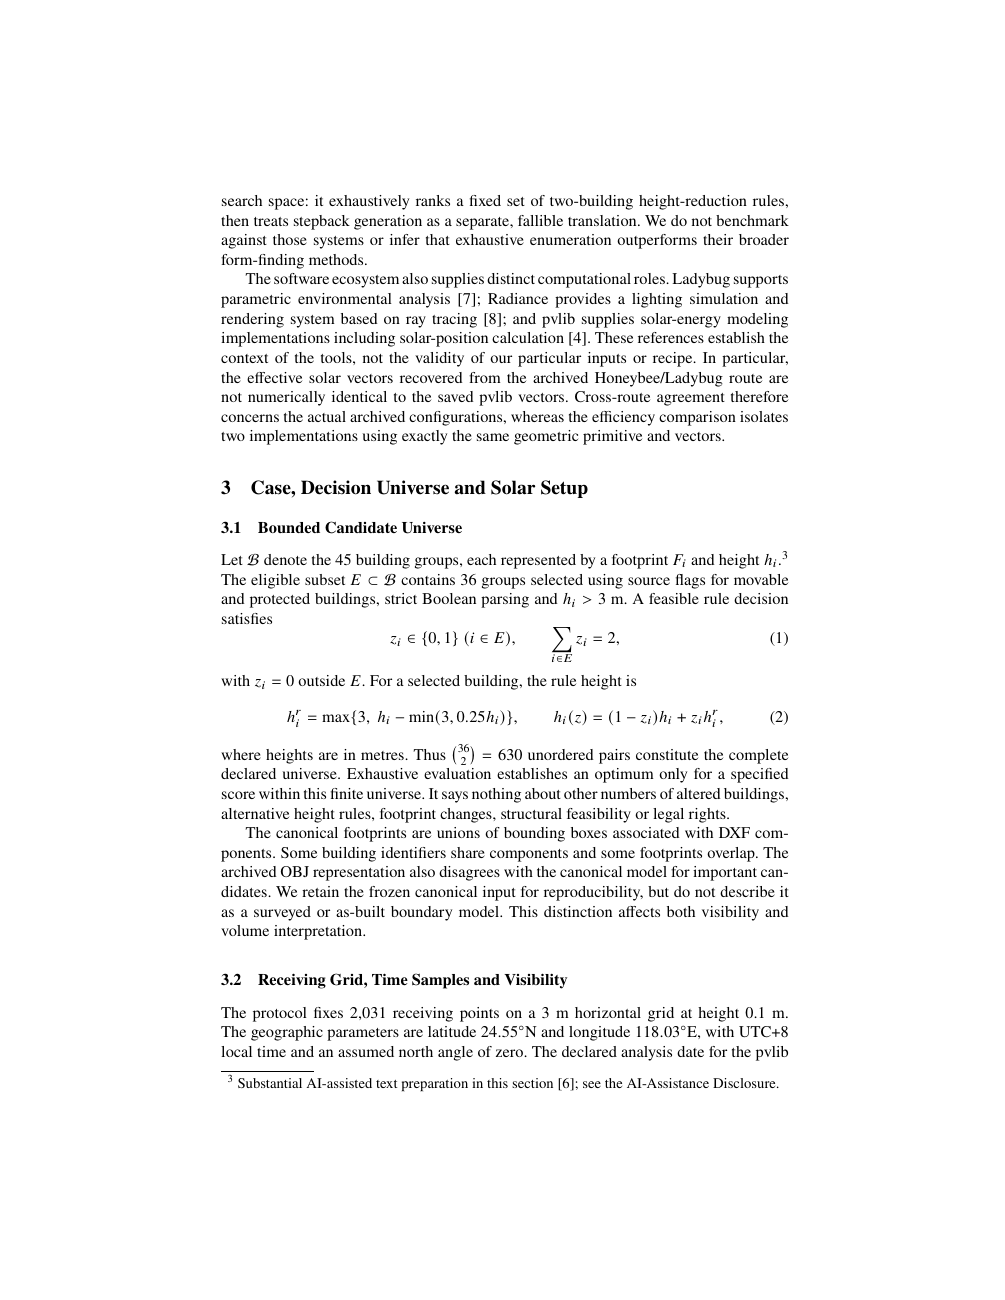 search space: it exhaustively ranks a fixed set of two-building height-reduction rules,
then treats stepback generation as a separate, fallible translation. We do not benchmark
against those systems or infer that exhaustive enumeration outperforms their broader
form-finding methods.
The software ecosystem also supplies distinct computational roles. Ladybug supports
parametric environmental analysis [7]; Radiance provides a lighting simulation and
rendering system based on ray tracing [8]; and pvlib supplies solar-energy modeling
implementations including solar-position calculation [4]. These references establish the
context of the tools, not the validity of our particular inputs or recipe. In particular,
the effective solar vectors recovered from the archived Honeybee/Ladybug route are
not numerically identical to the saved pvlib vectors. Cross-route agreement therefore
concerns the actual archived configurations, whereas the efficiency comparison isolates
two implementations using exactly the same geometric primitive and vectors.
3 Case, Decision Universe and Solar Setup
3.1 Bounded Candidate Universe
Let ℬ denote the 45 building groups, each represented by a footprint F_i and height h_i.³
The eligible subset E ⊂ ℬ contains 36 groups selected using source flags for movable
and protected buildings, strict Boolean parsing and h_i > 3 m. A feasible rule decision
satisfies
z_i ∈ {0, 1} (i ∈ E), ∑_{i∈E} z_i = 2, (1)
with z_i = 0 outside E. For a selected building, the rule height is
h_i^r = max{3, h_i − min(3, 0.25h_i)}, h_i(z) = (1 − z_i)h_i + z_i h_i^r, (2)
where heights are in metres. Thus (36 2) = 630 unordered pairs constitute the complete
declared universe. Exhaustive evaluation establishes an optimum only for a specified
score within this finite universe. It says nothing about other numbers of altered buildings,
alternative height rules, footprint changes, structural feasibility or legal rights.
The canonical footprints are unions of bounding boxes associated with DXF com-
ponents. Some building identifiers share components and some footprints overlap. The
archived OBJ representation also disagrees with the canonical model for important can-
didates. We retain the frozen canonical input for reproducibility, but do not describe it
as a surveyed or as-built boundary model. This distinction affects both visibility and
volume interpretation.
3.2 Receiving Grid, Time Samples and Visibility
The protocol fixes 2,031 receiving points on a 3 m horizontal grid at height 0.1 m.
The geographic parameters are latitude 24.55°N and longitude 118.03°E, with UTC+8
local time and an assumed north angle of zero. The declared analysis date for the pvlib
³ Substantial AI-assisted text preparation in this section [6]; see the AI-Assistance Disclosure.